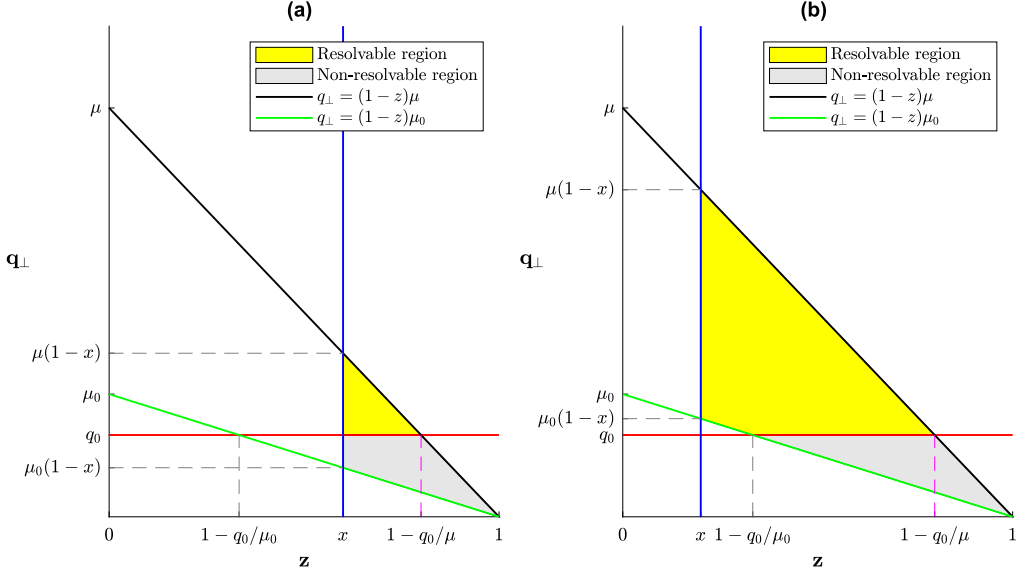 (a)
Resolvable region
Non-resolvable region
q⊥ = (1 − z)μ
q⊥ = (1 − z)μ₀
μ
q⊥
μ(1 − x)
μ₀
q₀
μ₀(1 − x)
0
1 − q₀/μ₀
x
1 − q₀/μ
1
z
(b)
Resolvable region
Non-resolvable region
q⊥ = (1 − z)μ
q⊥ = (1 − z)μ₀
μ
μ(1 − x)
q⊥
μ₀
μ₀(1 − x)
q₀
0
x
1 − q₀/μ₀
1 − q₀/μ
1
z